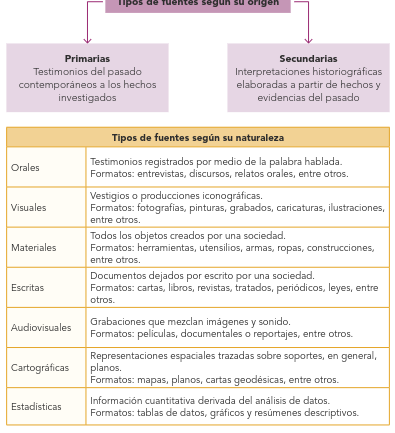 Tipos de fuentes según su origen
Primarias
Testimonios del pasado
contemporáneos a los hechos
investigados
Secundarias
Interpretaciones historiográficas
elaboradas a partir de hechos y
evidencias del pasado
Tipos de fuentes según su naturaleza
Orales
Testimonios registrados por medio de la palabra hablada.
Formatos: entrevistas, discursos, relatos orales, entre otros.
Visuales
Vestigios o producciones iconográficas.
Formatos: fotografías, pinturas, grabados, caricaturas, ilustraciones,
entre otros.
Materiales
Todos los objetos creados por una sociedad.
Formatos: herramientas, utensilios, armas, ropas, construcciones,
entre otros.
Escritas
Documentos dejados por escrito por una sociedad.
Formatos: cartas, libros, revistas, tratados, periódicos, leyes, entre
otros.
Audiovisuales
Grabaciones que mezclan imágenes y sonido.
Formatos: películas, documentales o reportajes, entre otros.
Cartográficas
Representaciones espaciales trazadas sobre soportes, en general,
planos.
Formatos: mapas, planos, cartas geodésicas, entre otros.
Estadísticas
Información cuantitativa derivada del análisis de datos.
Formatos: tablas de datos, gráficos y resúmenes descriptivos.